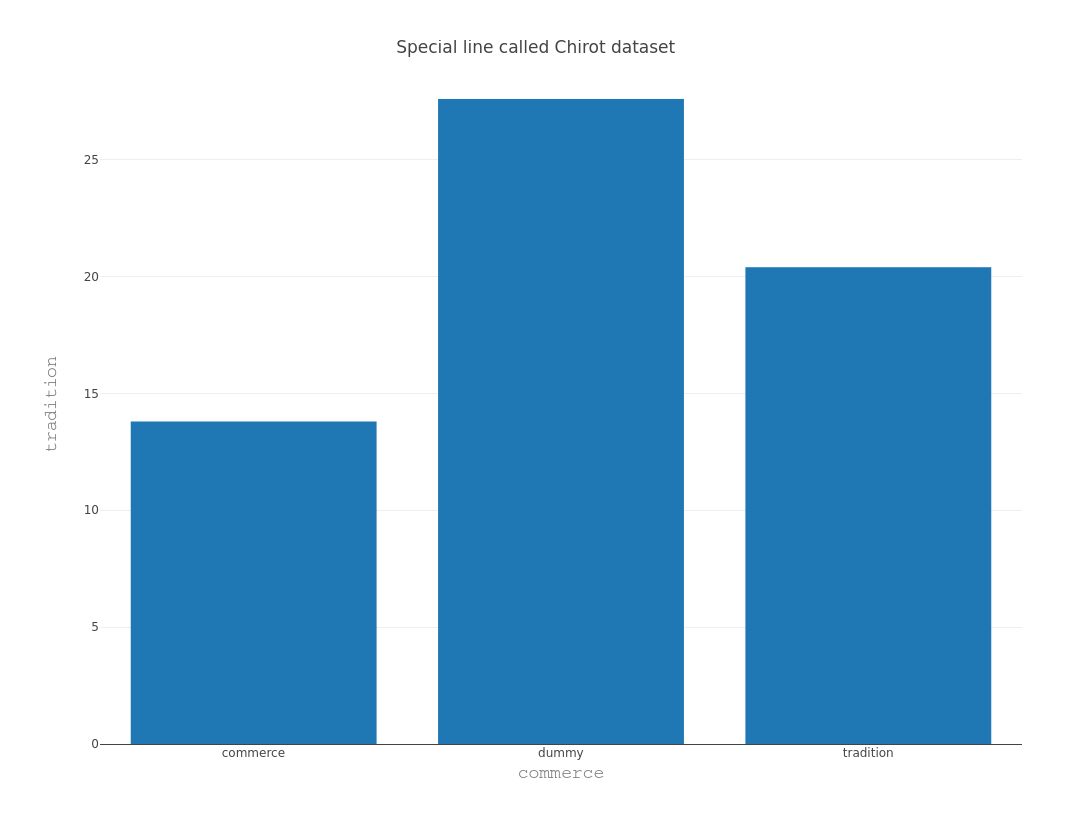 Special line called Chirot dataset
25
20
15
10
5
0
tradition
commerce
dummy
tradition
commerce